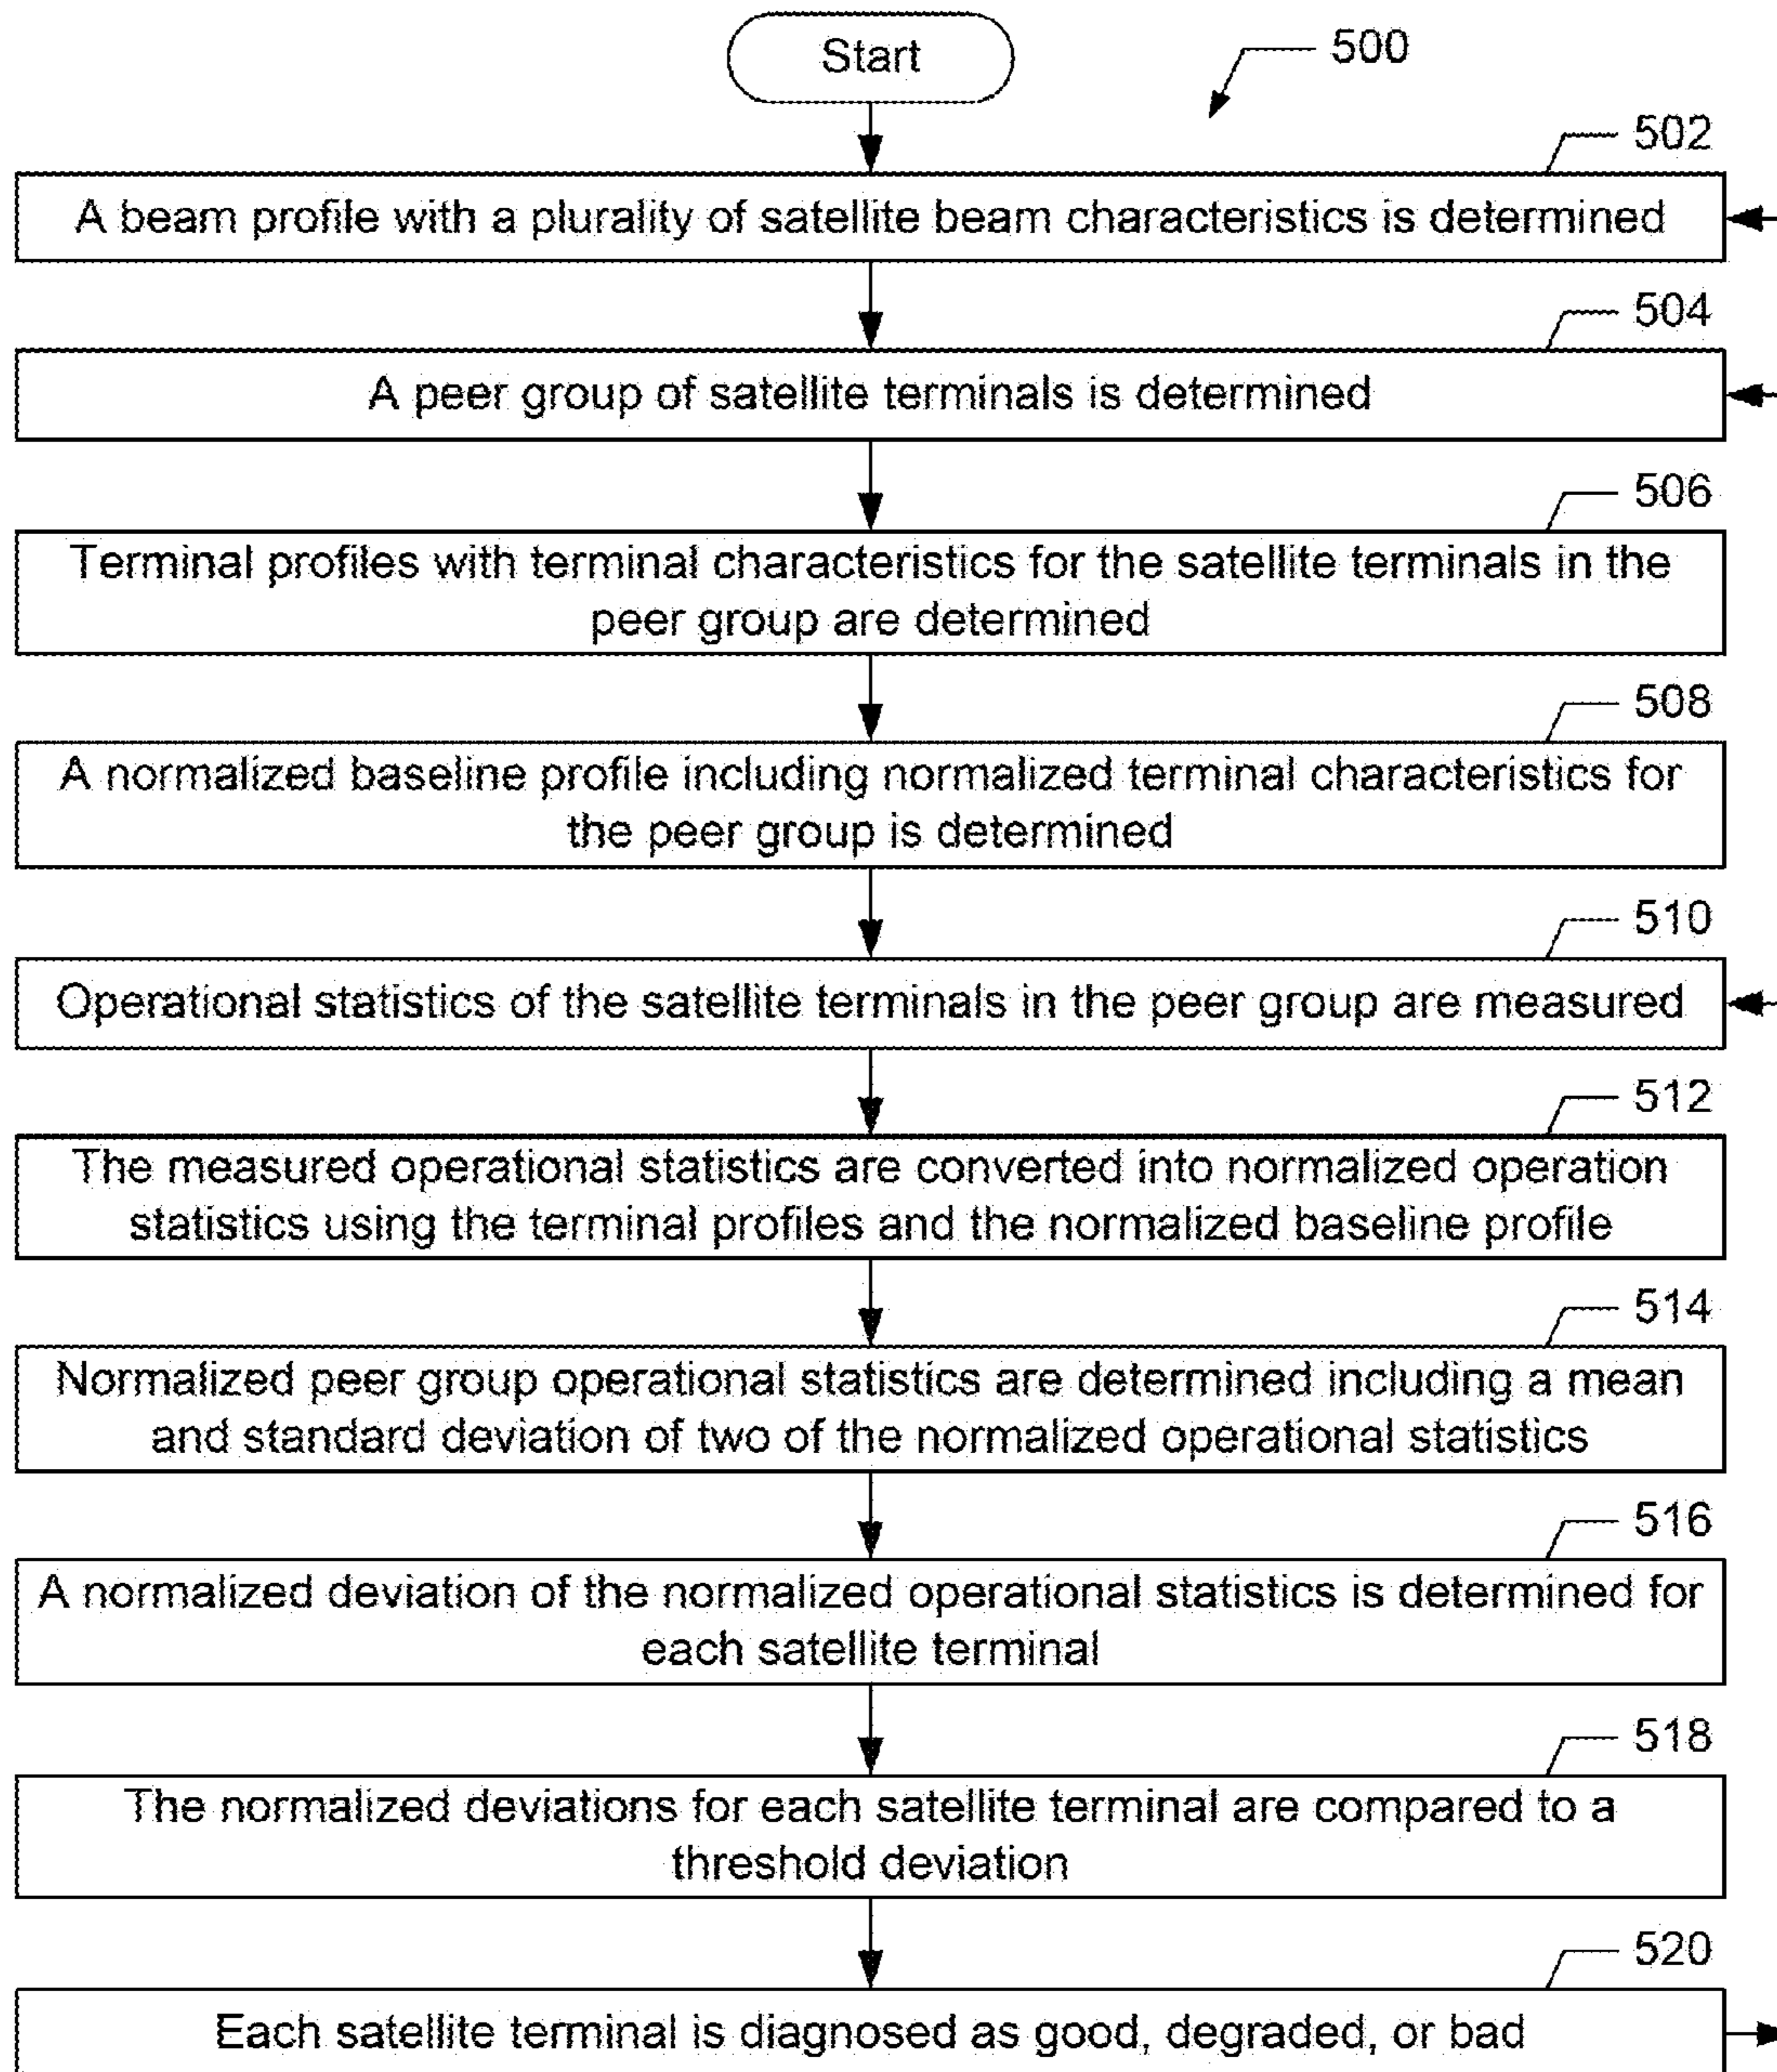 Start
500
502
A beam profile with a plurality of satellite beam characteristics is determined
504
A peer group of satellite terminals is determined
506
Terminal profiles with terminal characteristics for the satellite terminals in the
peer group are determined
508
A normalized baseline profile including normalized terminal characteristics for
the peer group is determined
510
Operational statistics of the satellite terminals in the peer group are measured
512
The measured operational statistics are converted into normalized operation
statistics using the terminal profiles and the normalized baseline profile
514
Normalized peer group operational statistics are determined including a mean
and standard deviation of two of the normalized operational statistics
516
A normalized deviation of the normalized operational statistics is determined for
each satellite terminal
518
The normalized deviations for each satellite terminal are compared to a
threshold deviation
520
Each satellite terminal is diagnosed as good, degraded, or bad